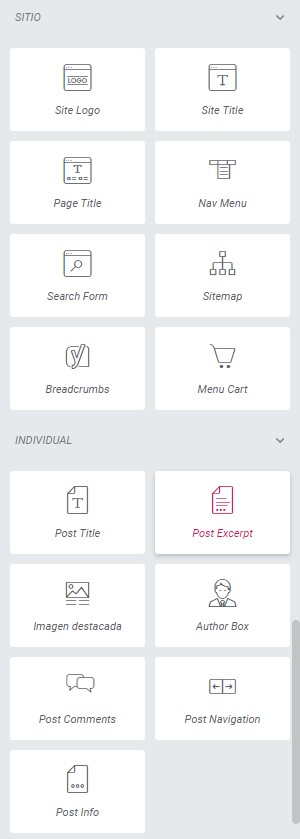 SITIO
LOGO
T
Site Logo
Site Title
T
Page Title
Nav Menu
Search Form
Sitemap
Breadcrumbs
Menu Cart
INDIVIDUAL
T
Post Title
Post Excerpt
Imagen destacada
Author Box
Post Comments
Post Navigation
Post Info